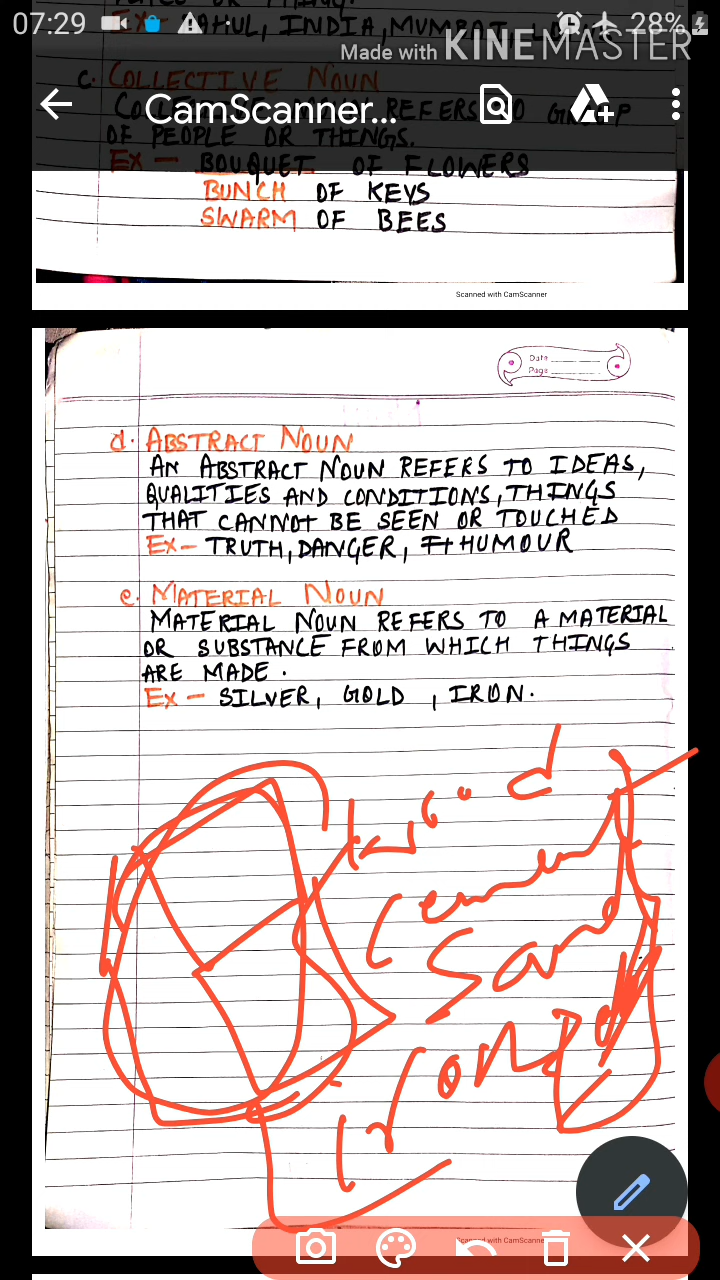 07:29
28%
Made with KINEMASTER
C. COLLECTIVE NOUN
CamScanner...
OF PEOPLE OR THINGS.
EX - BOUQUET OF FLOWERS
BUNCH OF KEYS
SWARM OF BEES
Scanned with CamScanner
Date
Page
d. ABSTRACT NOUN
AN ABSTRACT NOUN REFERS TO IDEAS,
QUALITIES AND CONDITIONS, THINGS
THAT CANNOT BE SEEN OR TOUCHED
EX- TRUTH, DANGER, HUMOUR
e. MATERIAL NOUN
MATERIAL NOUN REFERS TO A MATERIAL
OR SUBSTANCE FROM WHICH THINGS
ARE MADE.
EX - SILVER, GOLD, IRON.
cement
sand
iron
Scanned with CamScanner